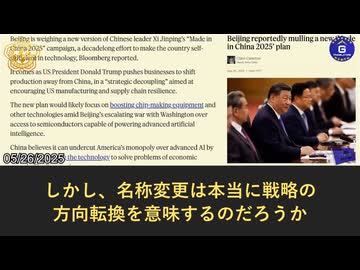 Beijing is weighing a new version of Chinese leader Xi Jinping's "Made in
China 2025" campaign, a decadelong effort to make the country self-
sufficient in technology, Bloomberg reported.
It comes as US President Donald Trump pushes businesses to shift
production away from China, in a "strategic decoupling" aimed at
encouraging US manufacturing and supply chain resilience.
The new plan would likely focus on boosting chip-making equipment and
other technologies amid Beijing's escalating war with Washington over
access to semiconductors capable of powering advanced artificial
intelligence.
China believes it can undercut America's monopoly over advanced AI by
the technology to solve problems of economic
05/26/2025
Beijing reportedly mulling a new
in China 2025' plan
しかし、名称変更は本当に戦略の
方向転換を意味するのだろうか